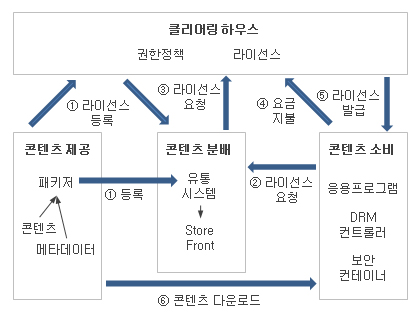 클리어링 하우스
권한정책 라이선스
① 라이선스
등록
③ 라이선스
요청
④ 요금
지불
⑤ 라이선스
발급
콘텐츠 제공
패키저
콘텐츠
메타데이터
① 등록
콘텐츠 분배
유통
시스템
Store
Front
② 라이선스
요청
콘텐츠 소비
응용프로그램
DRM
컨트롤러
보안
컨테이너
⑥ 콘텐츠 다운로드